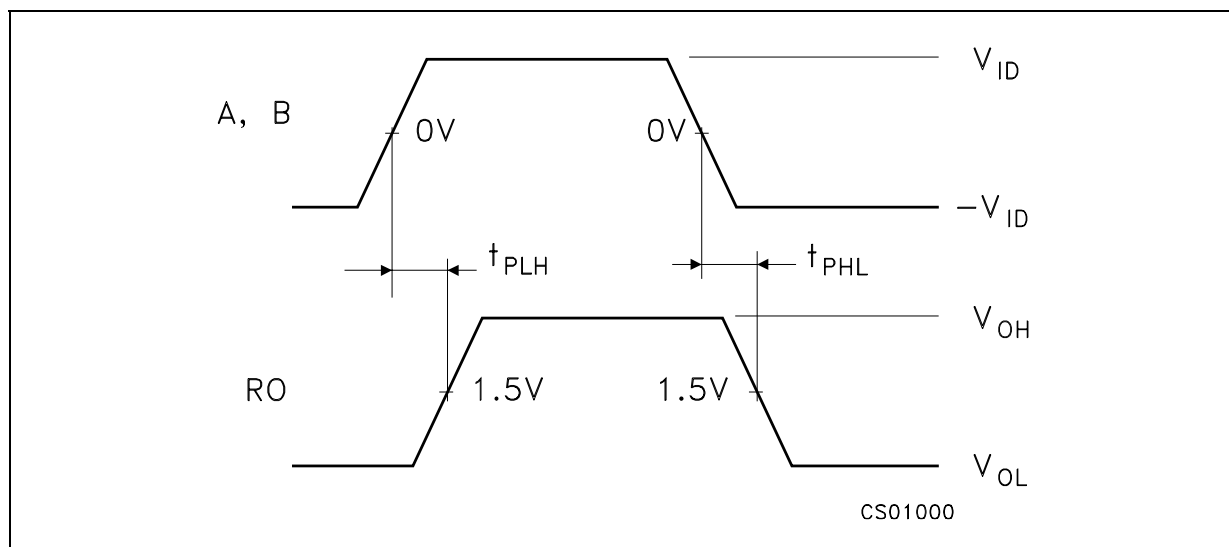 V_ID
A, B
0V 0V
-V_ID
t_PLH t_PHL
V_OH
RO 1.5V 1.5V
V_OL
CS01000